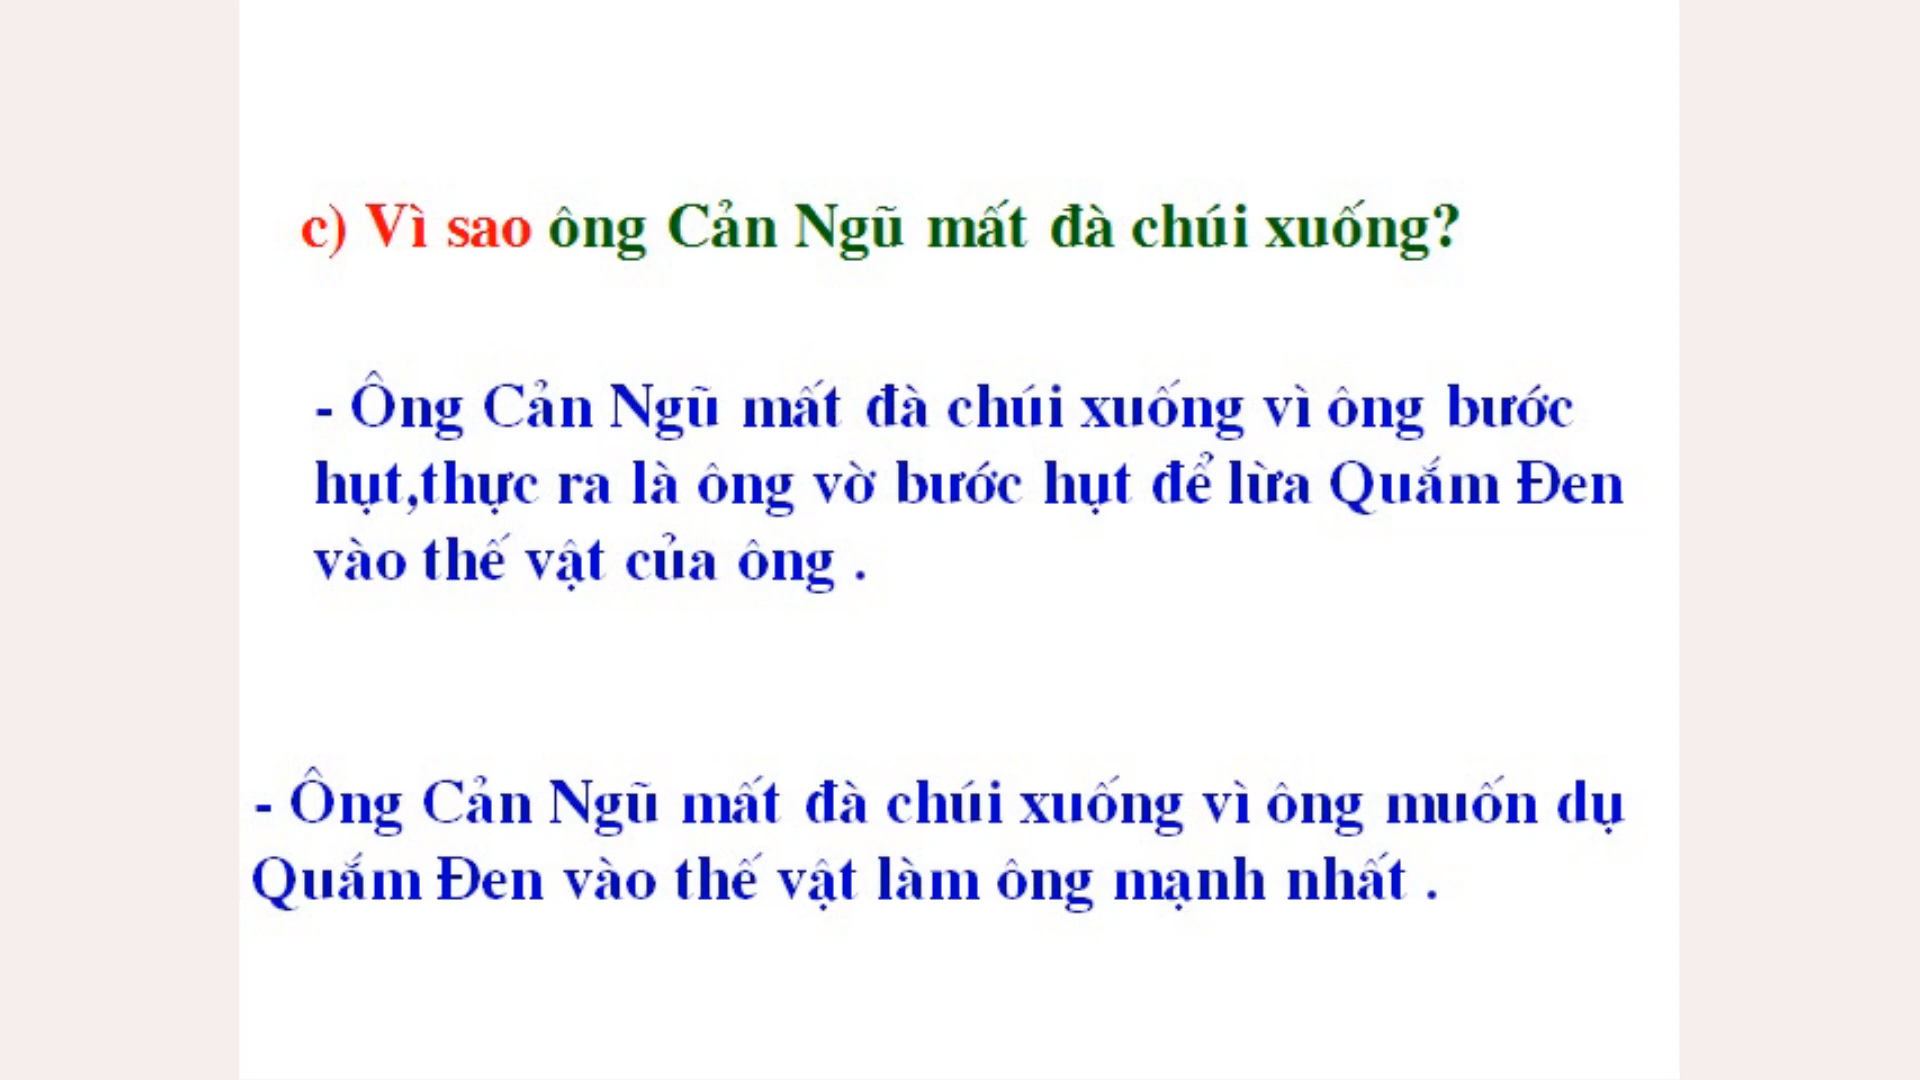 c) Vì sao ông Cản Ngũ mất đà chúi xuống?
- Ông Cản Ngũ mất đà chúi xuống vì ông bước
hụt,thực ra là ông vờ bước hụt để lừa Quắm Đen
vào thế vật của ông .
- Ông Cản Ngũ mất đà chúi xuống vì ông muốn dụ
Quắm Đen vào thế vật làm ông mạnh nhất .